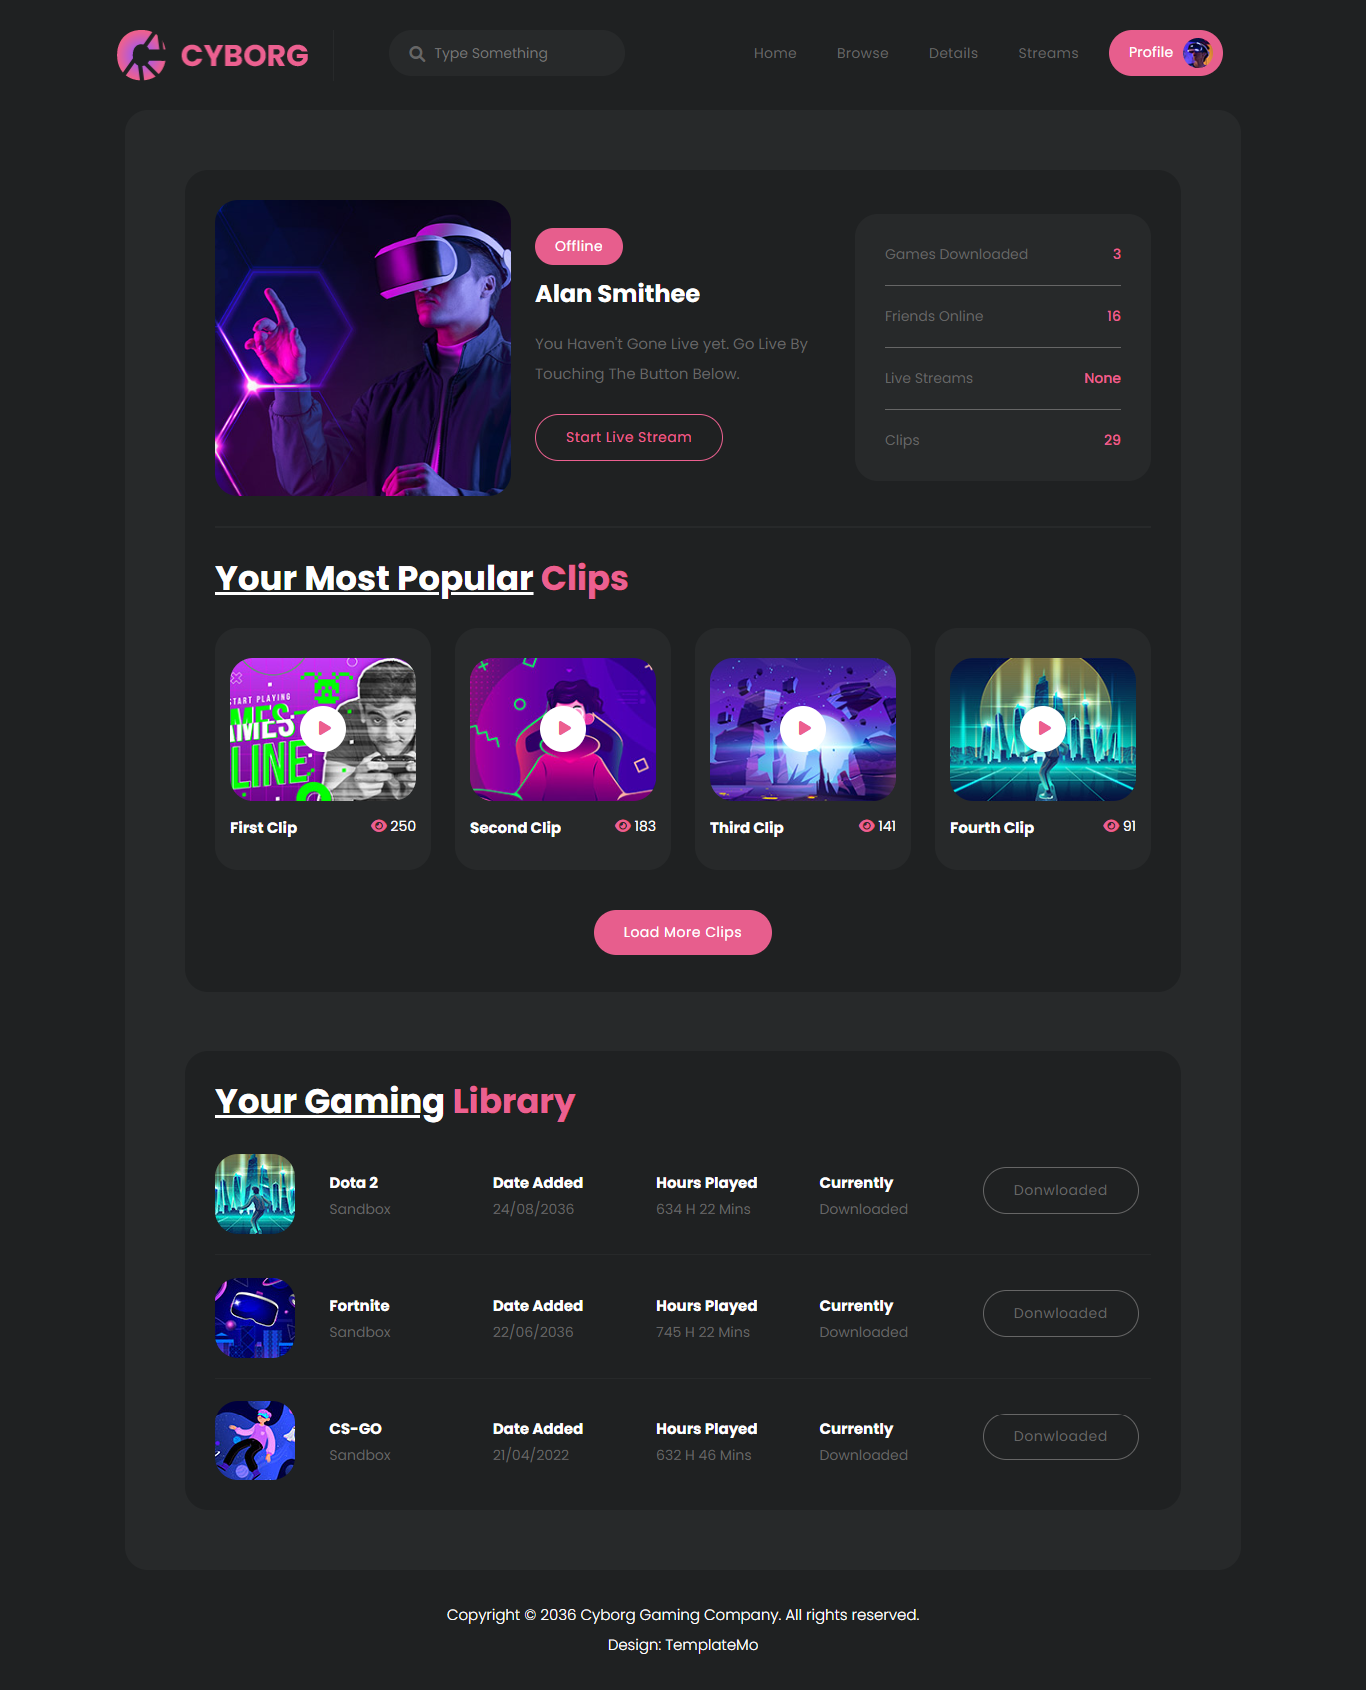 CYBORG
Type Something
Home
Browse
Details
Streams
Profile
Offline
Alan Smithee
You Haven't Gone Live yet. Go Live By
Touching The Button Below.
Start Live Stream
Games Downloaded 3
Friends Online 16
Live Streams None
Clips 29
Your Most Popular Clips
START PLAYING
AMES
LINE
First Clip 250
Second Clip 183
Third Clip 141
Fourth Clip 91
Load More Clips
Your Gaming Library
Dota 2 Date Added Hours Played Currently
Sandbox 24/08/2036 634 H 22 Mins Downloaded
Donwloaded
Fortnite Date Added Hours Played Currently
Sandbox 22/06/2036 745 H 22 Mins Downloaded
Donwloaded
CS-GO Date Added Hours Played Currently
Sandbox 21/04/2022 632 H 46 Mins Downloaded
Donwloaded
Copyright © 2036 Cyborg Gaming Company. All rights reserved.
Design: TemplateMo